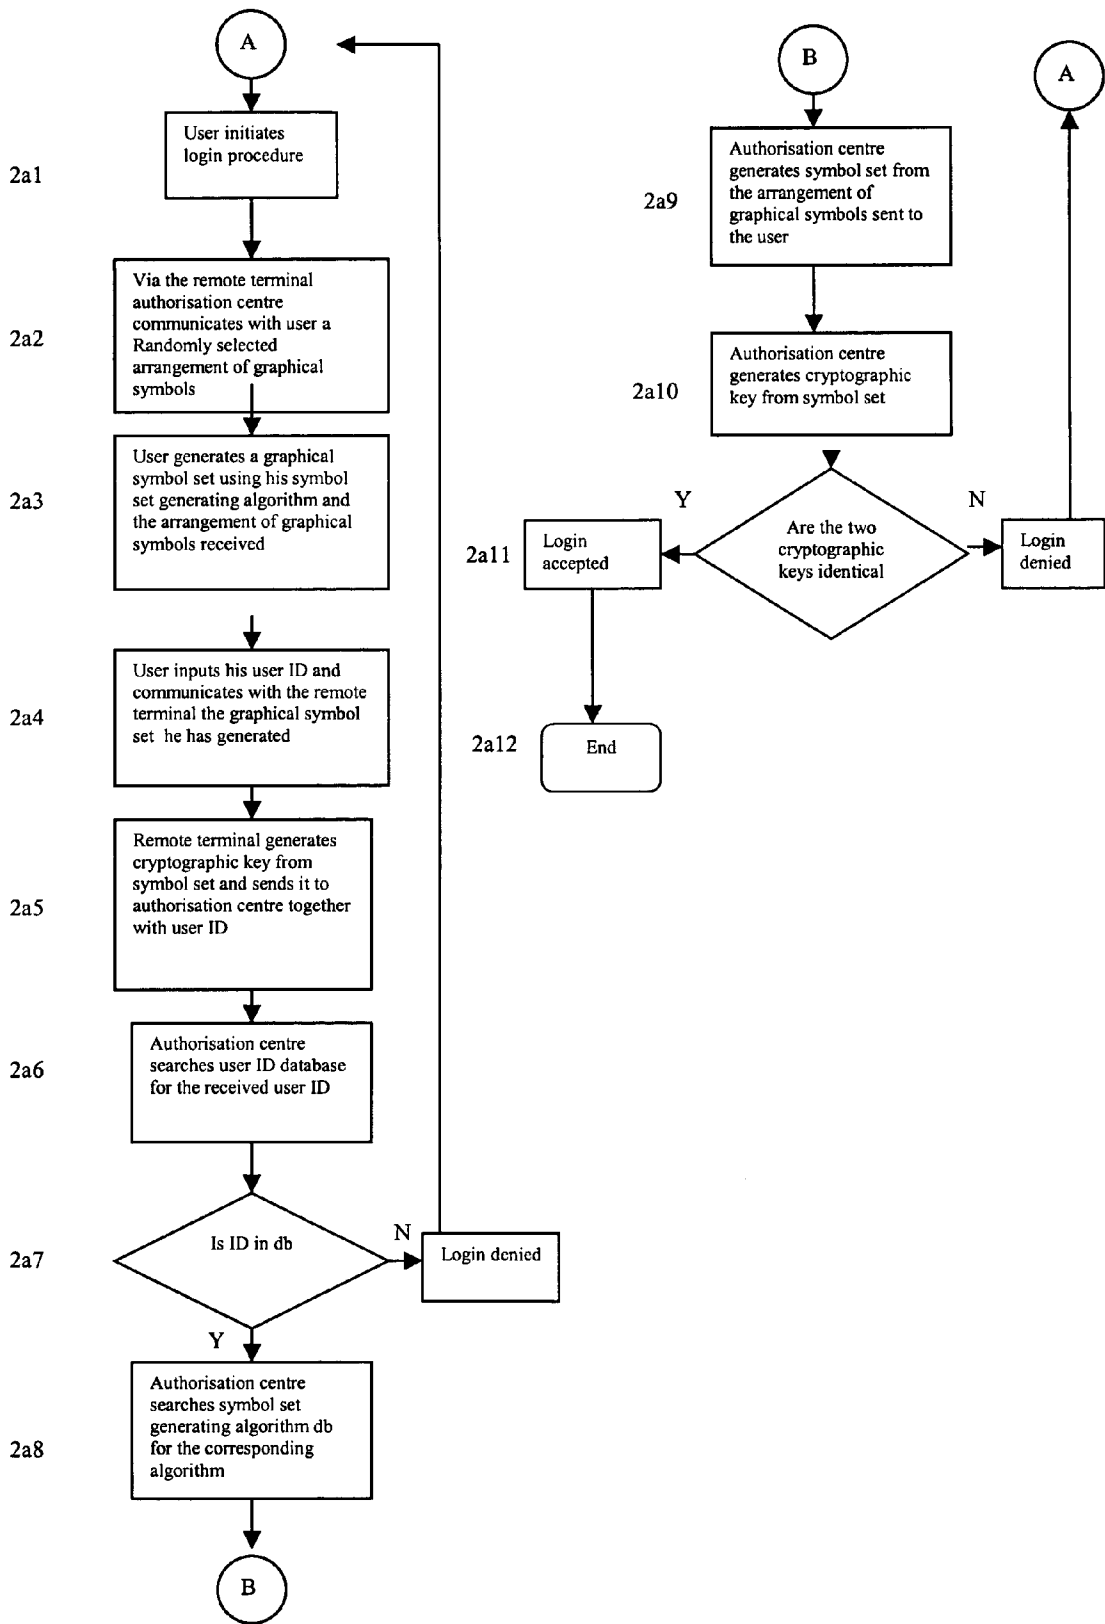 A
2a1
User initiates
login procedure
2a2
Via the remote terminal
authorisation centre
communicates with user a
Randomly selected
arrangement of graphical
symbols
2a3
User generates a graphical
symbol set using his symbol
set generating algorithm and
the arrangement of graphical
symbols received
2a4
User inputs his user ID and
communicates with the remote
terminal the graphical symbol
set he has generated
2a5
Remote terminal generates
cryptographic key from
symbol set and sends it to
authorisation centre together
with user ID
2a6
Authorisation centre
searches user ID database
for the received user ID
2a7
Is ID in db
N
Login denied
Y
2a8
Authorisation centre
searches symbol set
generating algorithm db
for the corresponding
algorithm
B
B
A
2a9
Authorisation centre
generates symbol set from
the arrangement of
graphical symbols sent to
the user
2a10
Authorisation centre
generates cryptographic
key from symbol set
Y
N
2a11
Login
accepted
Are the two
cryptographic
keys identical
Login
denied
2a12
End